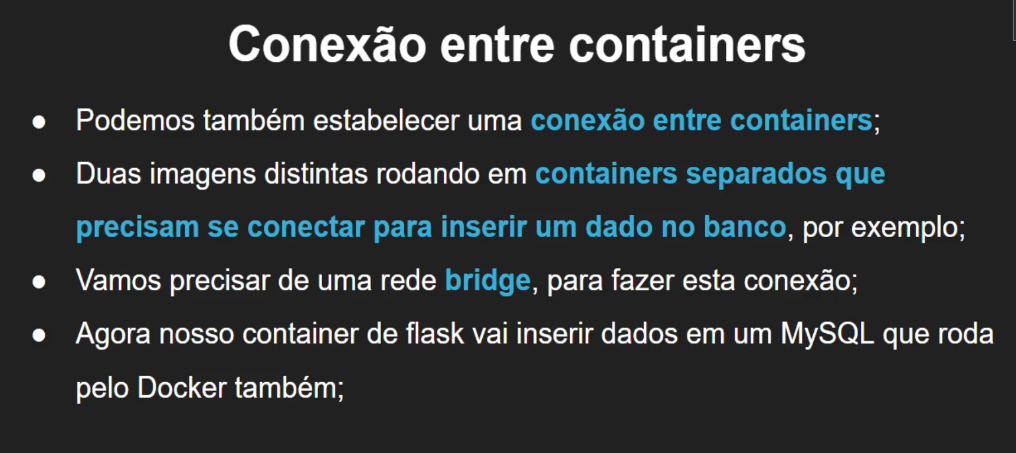 Conexão entre containers
● Podemos também estabelecer uma conexão entre containers;
● Duas imagens distintas rodando em containers separados que
precisam se conectar para inserir um dado no banco, por exemplo;
● Vamos precisar de uma rede bridge, para fazer esta conexão;
● Agora nosso container de flask vai inserir dados em um MySQL que roda
pelo Docker também;